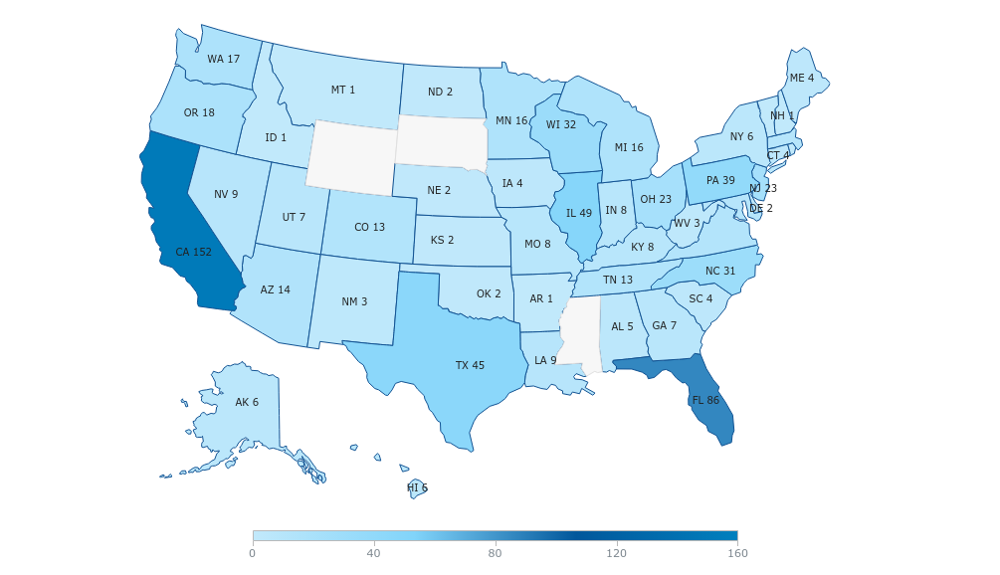 WA 17
ME 4
MT 1
ND 2
OR 18
MN 16
WI 32
NH 1
ID 1
NY 6
MI 16
CT 4
PA 39
IA 4
NJ 23
NE 2
NV 9
OH 23
DE 2
IN 8
IL 49
UT 7
WV 3
CO 13
KS 2
MO 8
KY 8
CA 152
NC 31
TN 13
AZ 14
OK 2
NM 3
AR 1
SC 4
AL 5
GA 7
LA 9
TX 45
FL 86
AK 6
HI 6
0 40 80 120 160